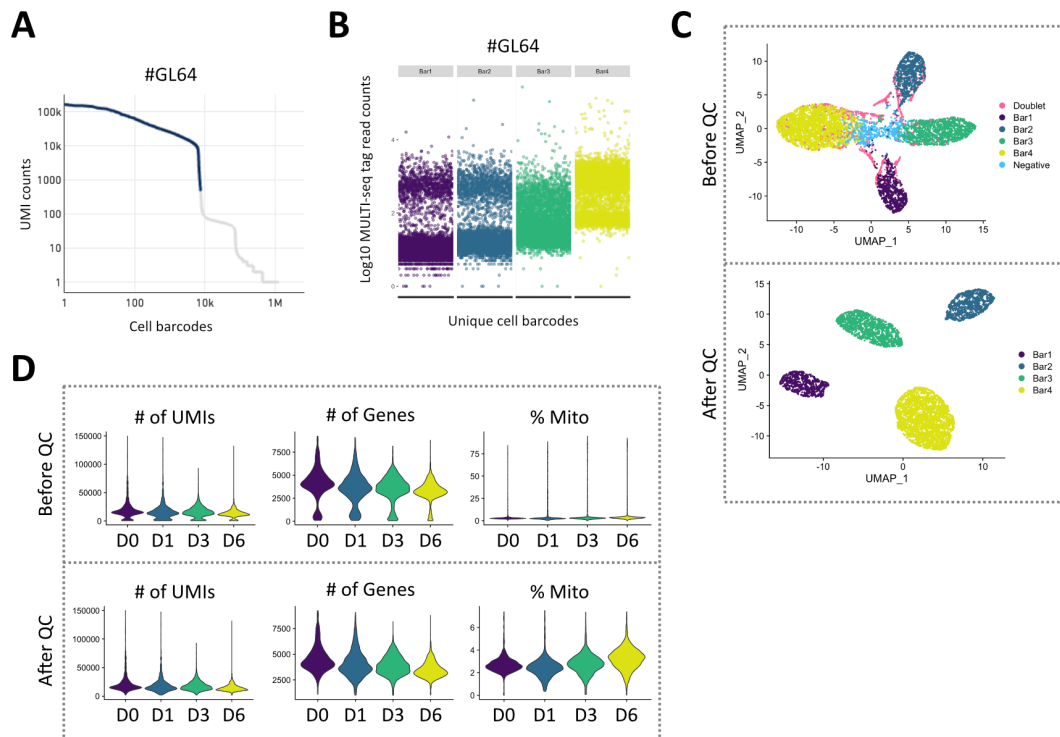 A
#GL64
UMI counts
100k
10k
1000
100
10
1
1
100
10k
1M
Cell barcodes
B
#GL64
Bar1
Bar2
Bar3
Bar4
Log10 MULTI-seq tag read counts
4
2
0
Unique cell barcodes
C
Before QC
UMAP_2
10
5
0
-5
-10
-10
-5
0
5
10
15
UMAP_1
Doublet
Bar1
Bar2
Bar3
Bar4
Negative
After QC
UMAP_2
15
10
5
0
-5
-10
-10
0
10
UMAP_1
Bar1
Bar2
Bar3
Bar4
D
Before QC
# of UMIs
150000
100000
50000
0
D0 D1 D3 D6
# of Genes
7500
5000
2500
0
D0 D1 D3 D6
% Mito
75
50
25
0
D0 D1 D3 D6
After QC
# of UMIs
150000
100000
50000
0
D0 D1 D3 D6
# of Genes
7500
5000
2500
D0 D1 D3 D6
% Mito
6
4
2
0
D0 D1 D3 D6